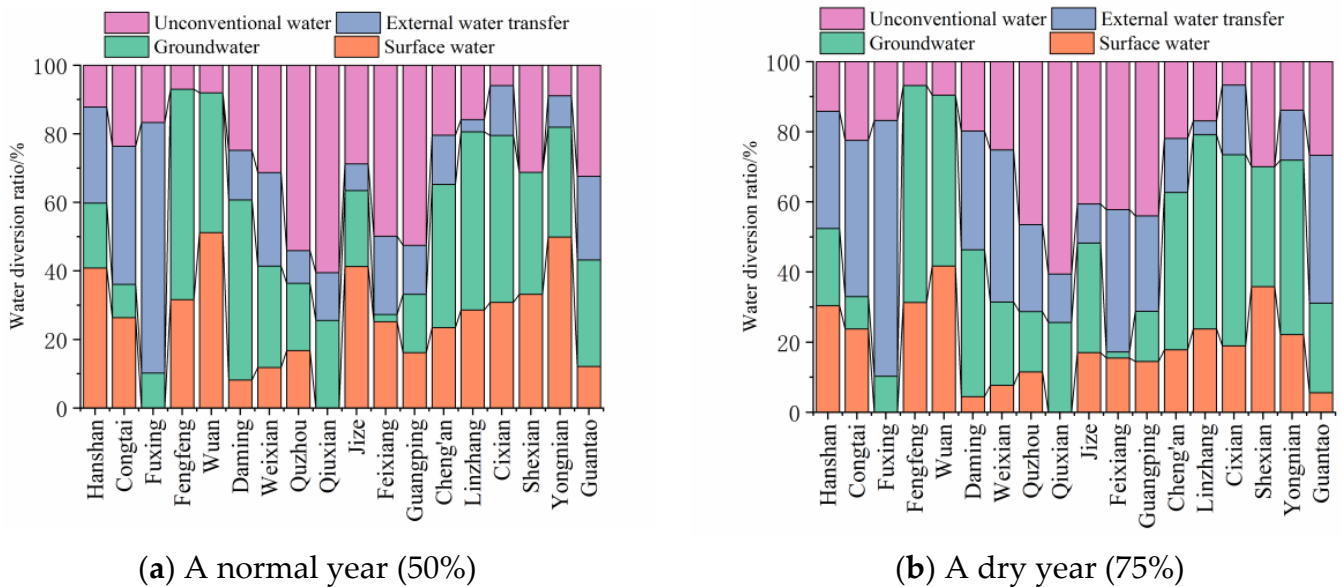 Unconventional water External water transfer
Groundwater Surface water
Water diversion ratio/%
100
80
60
40
20
0
Hanshan
Congtai
Fuxing
Fengfeng
Wuan
Daming
Weixian
Quzhou
Qiuxian
Jize
Feixiang
Guangping
Cheng'an
Linzhang
Cixian
Shexian
Yongnian
Guantao
(a) A normal year (50%)
Unconventional water External water transfer
Groundwater Surface water
Water diversion ratio/%
100
80
60
40
20
0
Hanshan
Congtai
Fuxing
Fengfeng
Wuan
Daming
Weixian
Quzhou
Qiuxian
Jize
Feixiang
Guangping
Cheng'an
Linzhang
Cixian
Shexian
Yongnian
Guantao
(b) A dry year (75%)